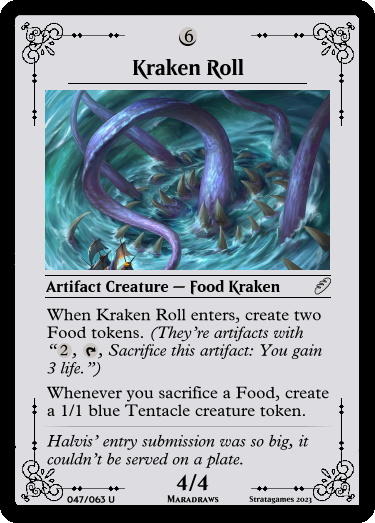 6
Kraken Roll
Artifact Creature — Food Kraken
When Kraken Roll enters, create two
Food tokens. (They’re artifacts with
“2, , Sacrifice this artifact: You gain
3 life.”)
Whenever you sacrifice a Food, create
a 1/1 blue Tentacle creature token.
Halvis’ entry submission was so big, it
couldn’t be served on a plate.
4/4
047/063 U Maradraws Stratagames 2023